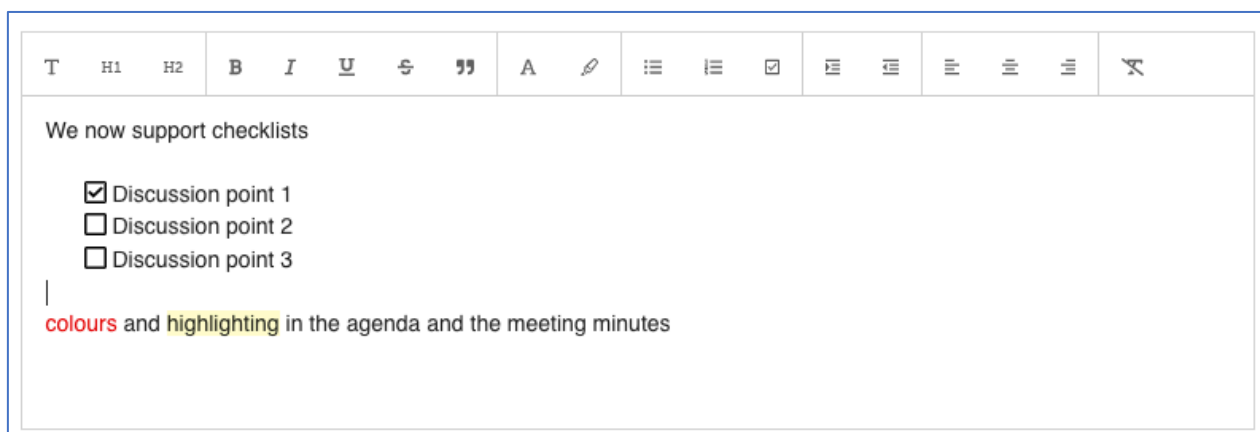 T H1 H2 B I U S ❞ A
We now support checklists
Discussion point 1
Discussion point 2
Discussion point 3
colours and highlighting in the agenda and the meeting minutes